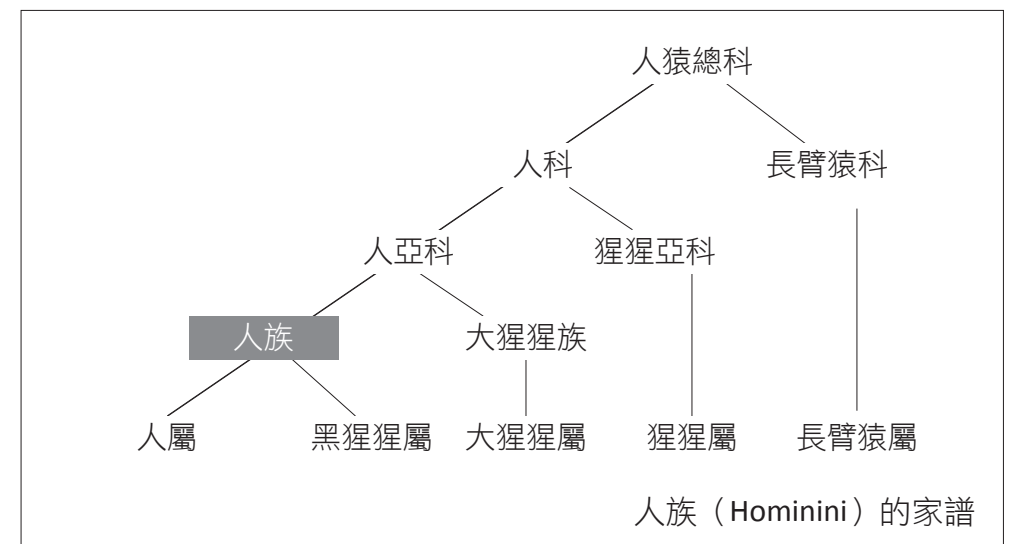 人猿總科
人科 長臂猿科
人亞科 猩猩亞科
人族 大猩猩族
人屬 黑猩猩屬 大猩猩屬 猩猩屬 長臂猿屬
人族（Hominini）的家譜